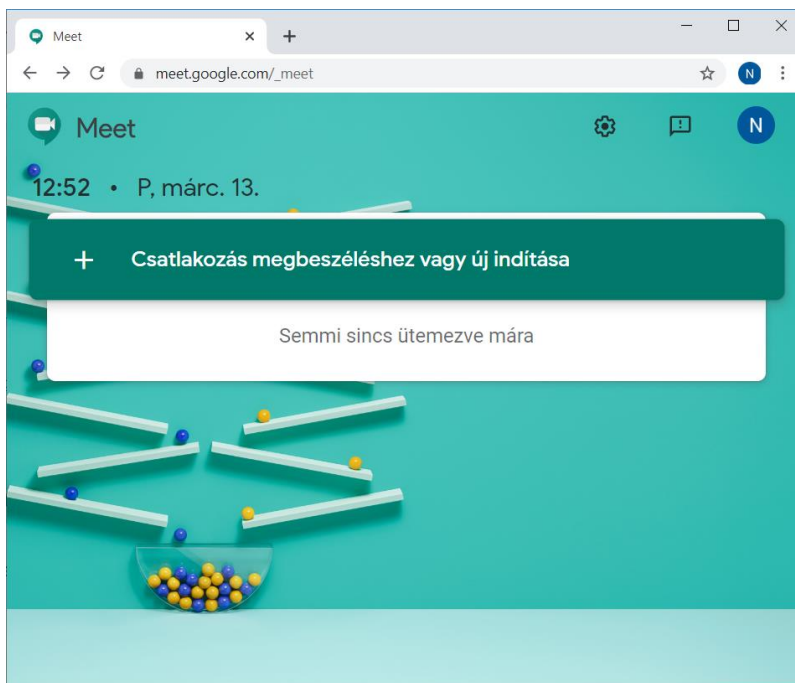 Meet
meet.google.com/_meet
N
Meet
N
12:52 • P, márc. 13.
+ Csatlakozás megbeszéléshez vagy új indítása
Semmi sincs ütemezve mára